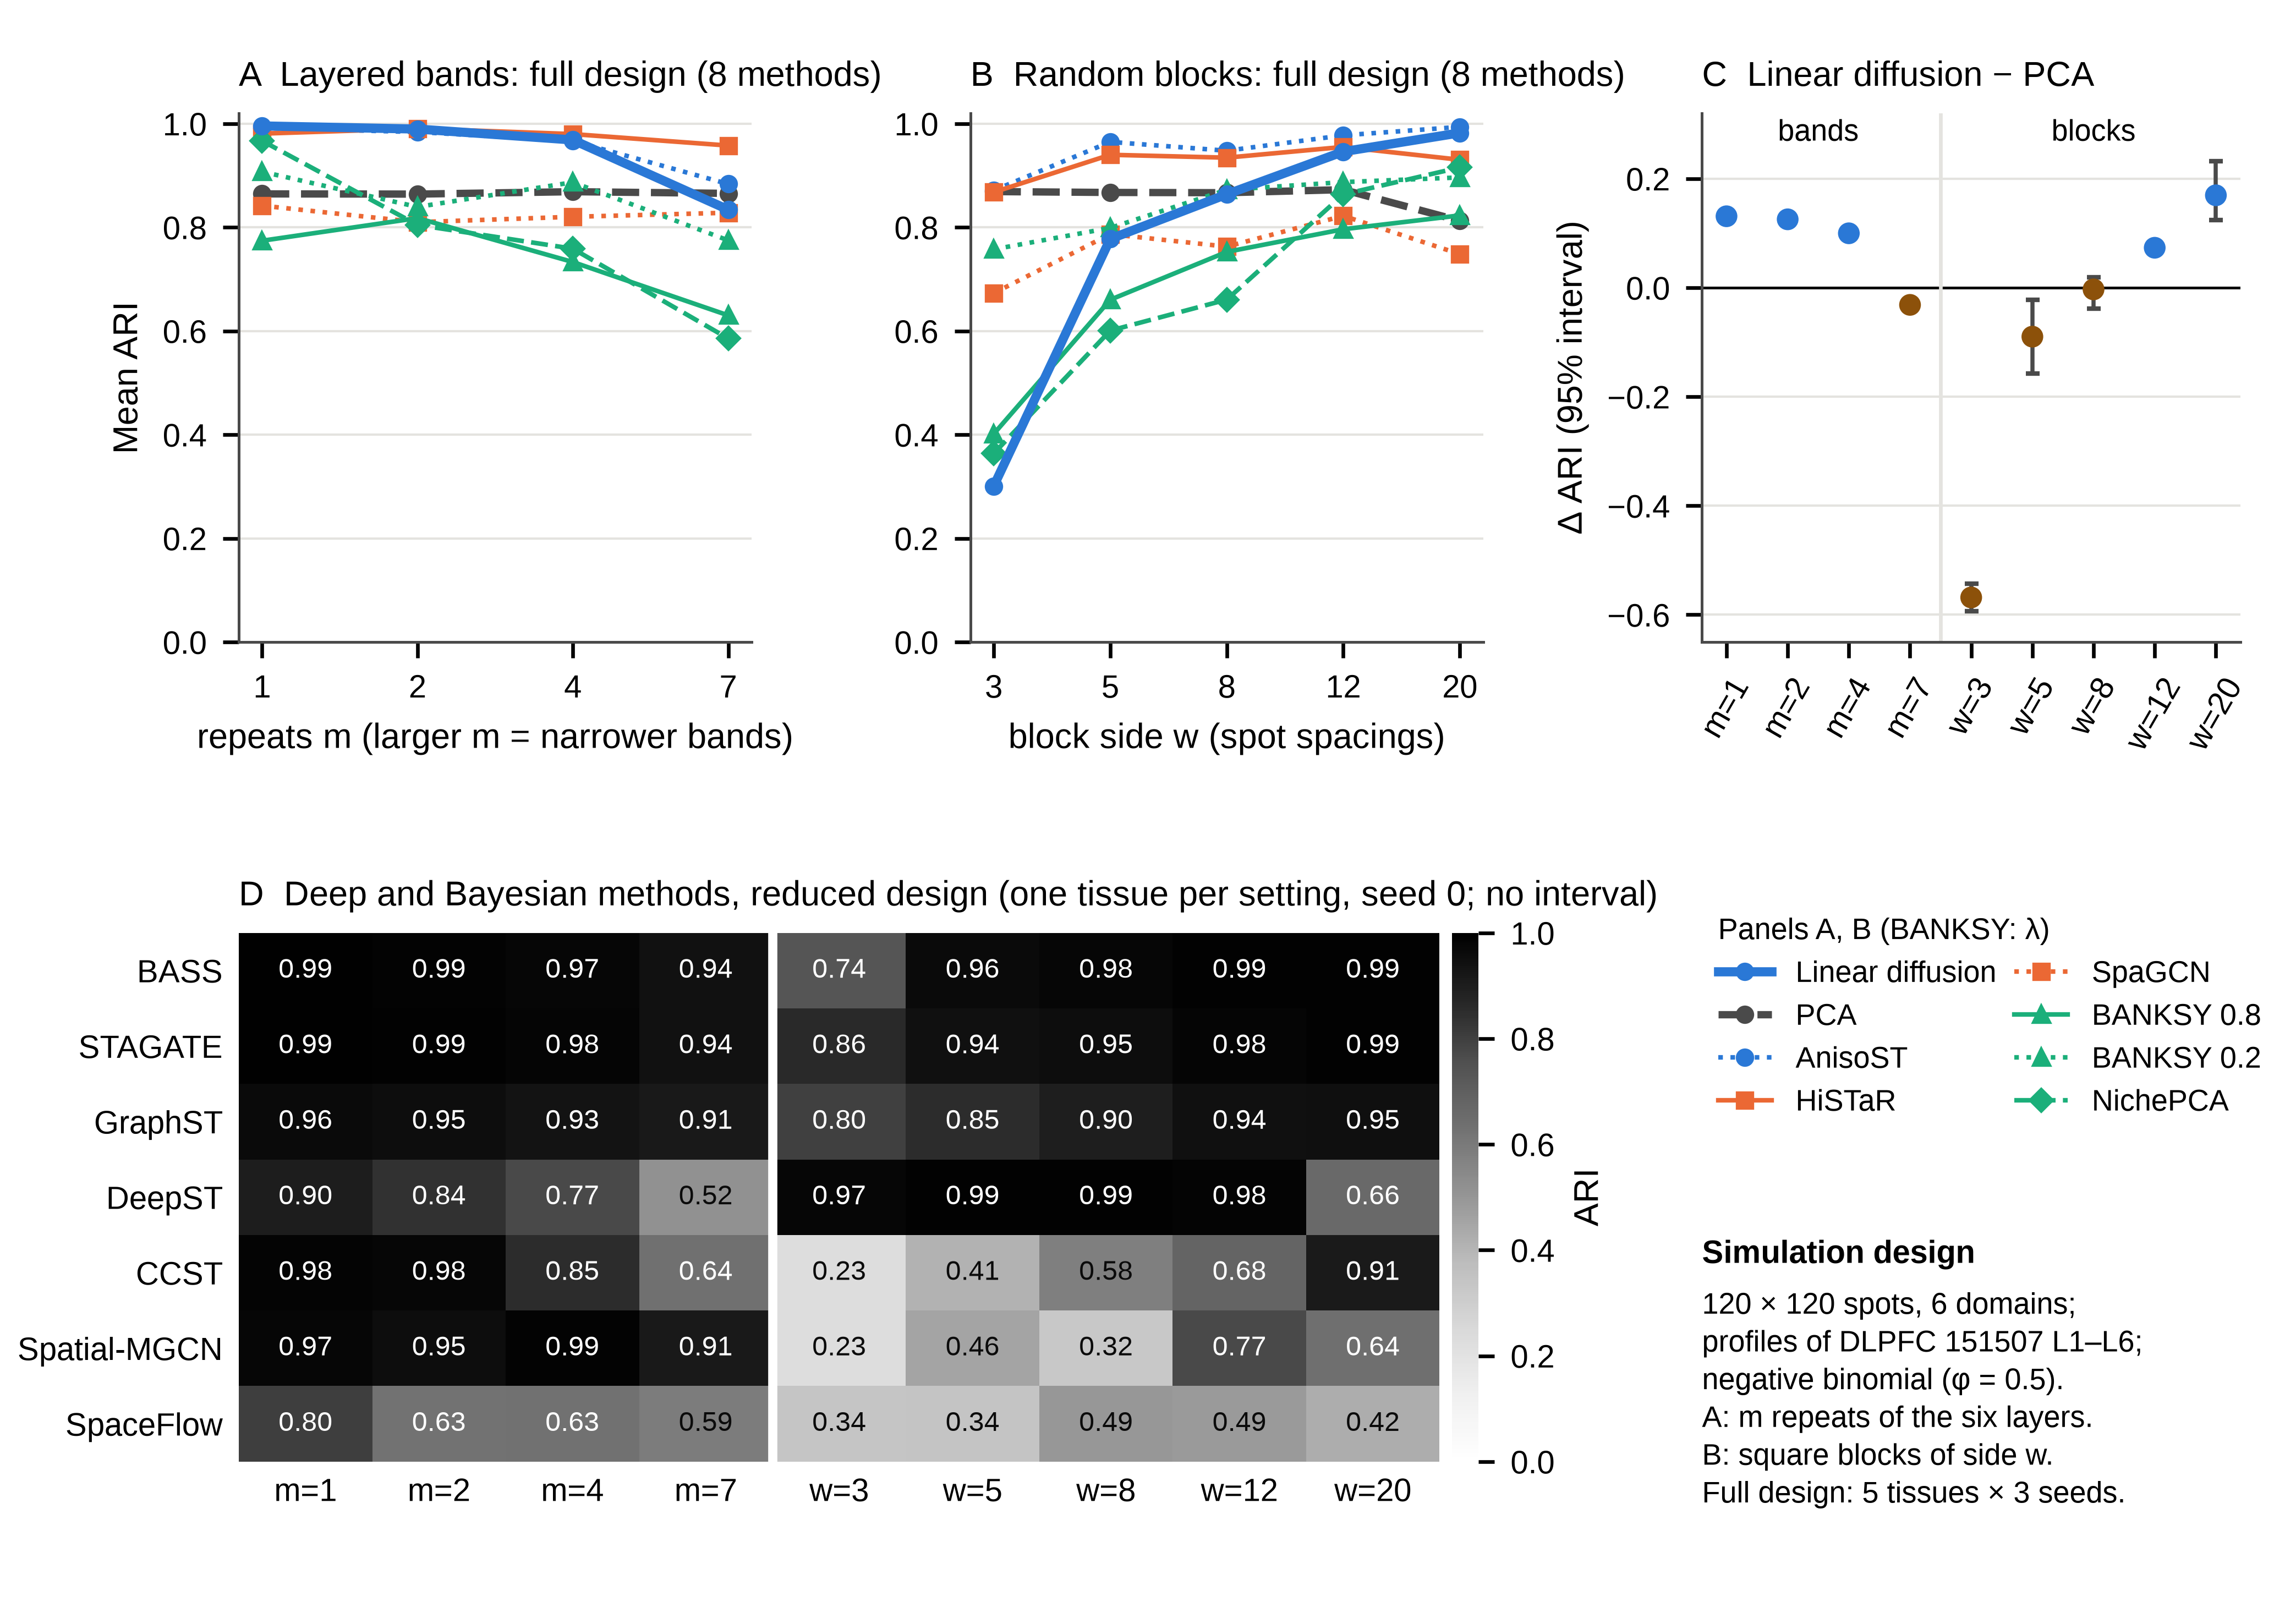 A Layered bands: full design (8 methods)
1.0
0.8
0.6
0.4
0.2
0.0
Mean ARI
1 2 4 7
repeats m (larger m = narrower bands)
B Random blocks: full design (8 methods)
1.0
0.8
0.6
0.4
0.2
0.0
3 5 8 12 20
block side w (spot spacings)
C Linear diffusion − PCA
bands blocks
0.2
0.0
−0.2
−0.4
−0.6
Δ ARI (95% interval)
m=1 m=2 m=4 m=7 w=3 w=5 w=8 w=12 w=20
D Deep and Bayesian methods, reduced design (one tissue per setting, seed 0; no interval)
BASS 0.99 0.99 0.97 0.94 0.74 0.96 0.98 0.99 0.99
STAGATE 0.99 0.99 0.98 0.94 0.86 0.94 0.95 0.98 0.99
GraphST 0.96 0.95 0.93 0.91 0.80 0.85 0.90 0.94 0.95
DeepST 0.90 0.84 0.77 0.52 0.97 0.99 0.99 0.98 0.66
CCST 0.98 0.98 0.85 0.64 0.23 0.41 0.58 0.68 0.91
Spatial-MGCN 0.97 0.95 0.99 0.91 0.23 0.46 0.32 0.77 0.64
SpaceFlow 0.80 0.63 0.63 0.59 0.34 0.34 0.49 0.49 0.42
m=1 m=2 m=4 m=7 w=3 w=5 w=8 w=12 w=20
1.0
0.8
0.6
0.4
0.2
0.0
ARI
Panels A, B (BANKSY: λ)
Linear diffusion SpaGCN
PCA BANKSY 0.8
AnisoST BANKSY 0.2
HiSTaR NichePCA
Simulation design
120 × 120 spots, 6 domains;
profiles of DLPFC 151507 L1–L6;
negative binomial (φ = 0.5).
A: m repeats of the six layers.
B: square blocks of side w.
Full design: 5 tissues × 3 seeds.